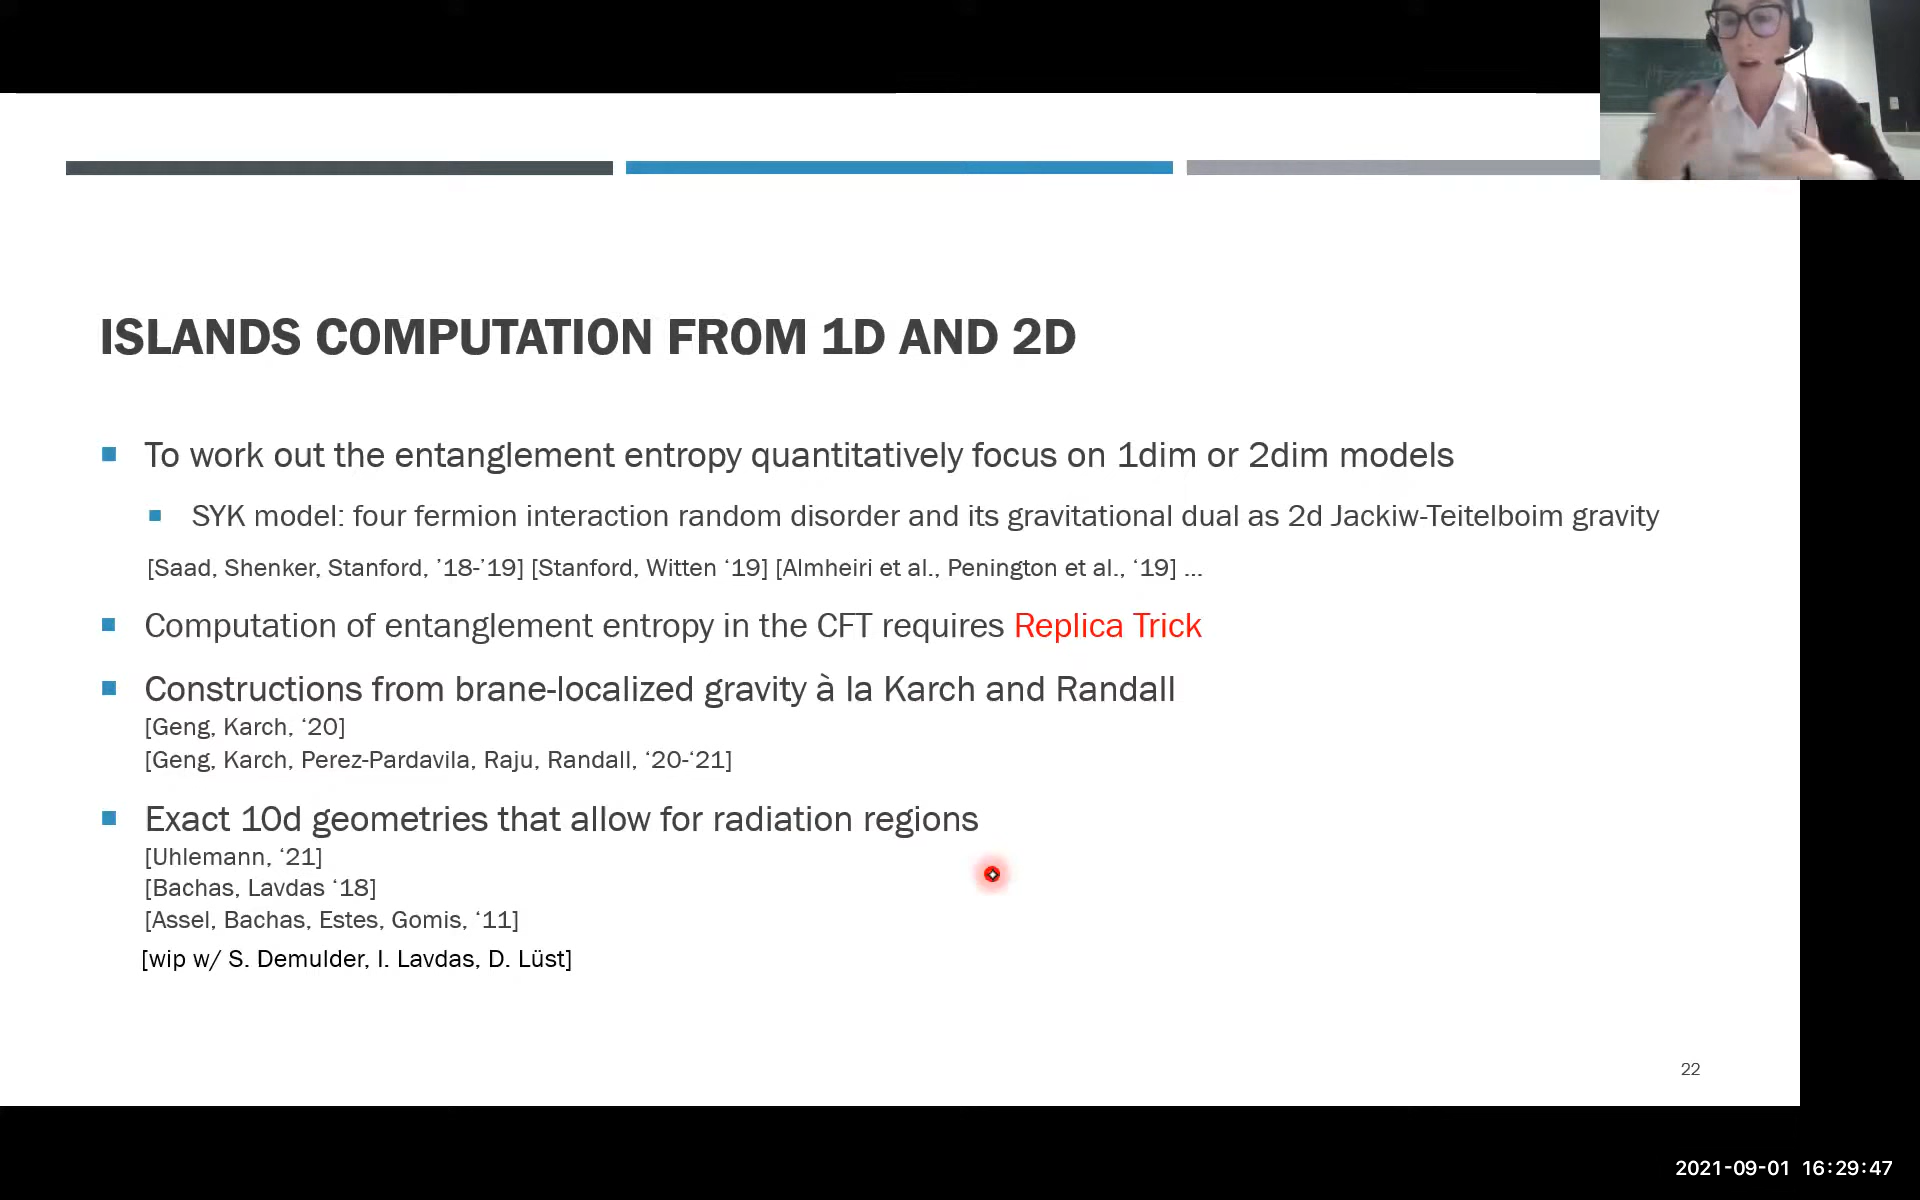 ISLANDS COMPUTATION FROM 1D AND 2D
To work out the entanglement entropy quantitatively focus on 1dim or 2dim models
SYK model: four fermion interaction random disorder and its gravitational dual as 2d Jackiw-Teitelboim gravity
[Saad, Shenker, Stanford, ’18-’19] [Stanford, Witten ‘19] [Almheiri et al., Penington et al., ‘19] ...
Computation of entanglement entropy in the CFT requires Replica Trick
Constructions from brane-localized gravity à la Karch and Randall
[Geng, Karch, ‘20]
[Geng, Karch, Perez-Pardavila, Raju, Randall, ‘20-‘21]
Exact 10d geometries that allow for radiation regions
[Uhlemann, ‘21]
[Bachas, Lavdas ‘18]
[Assel, Bachas, Estes, Gomis, ‘11]
[wip w/ S. Demulder, I. Lavdas, D. Lüst]
22
2021-09-01 16:29:47